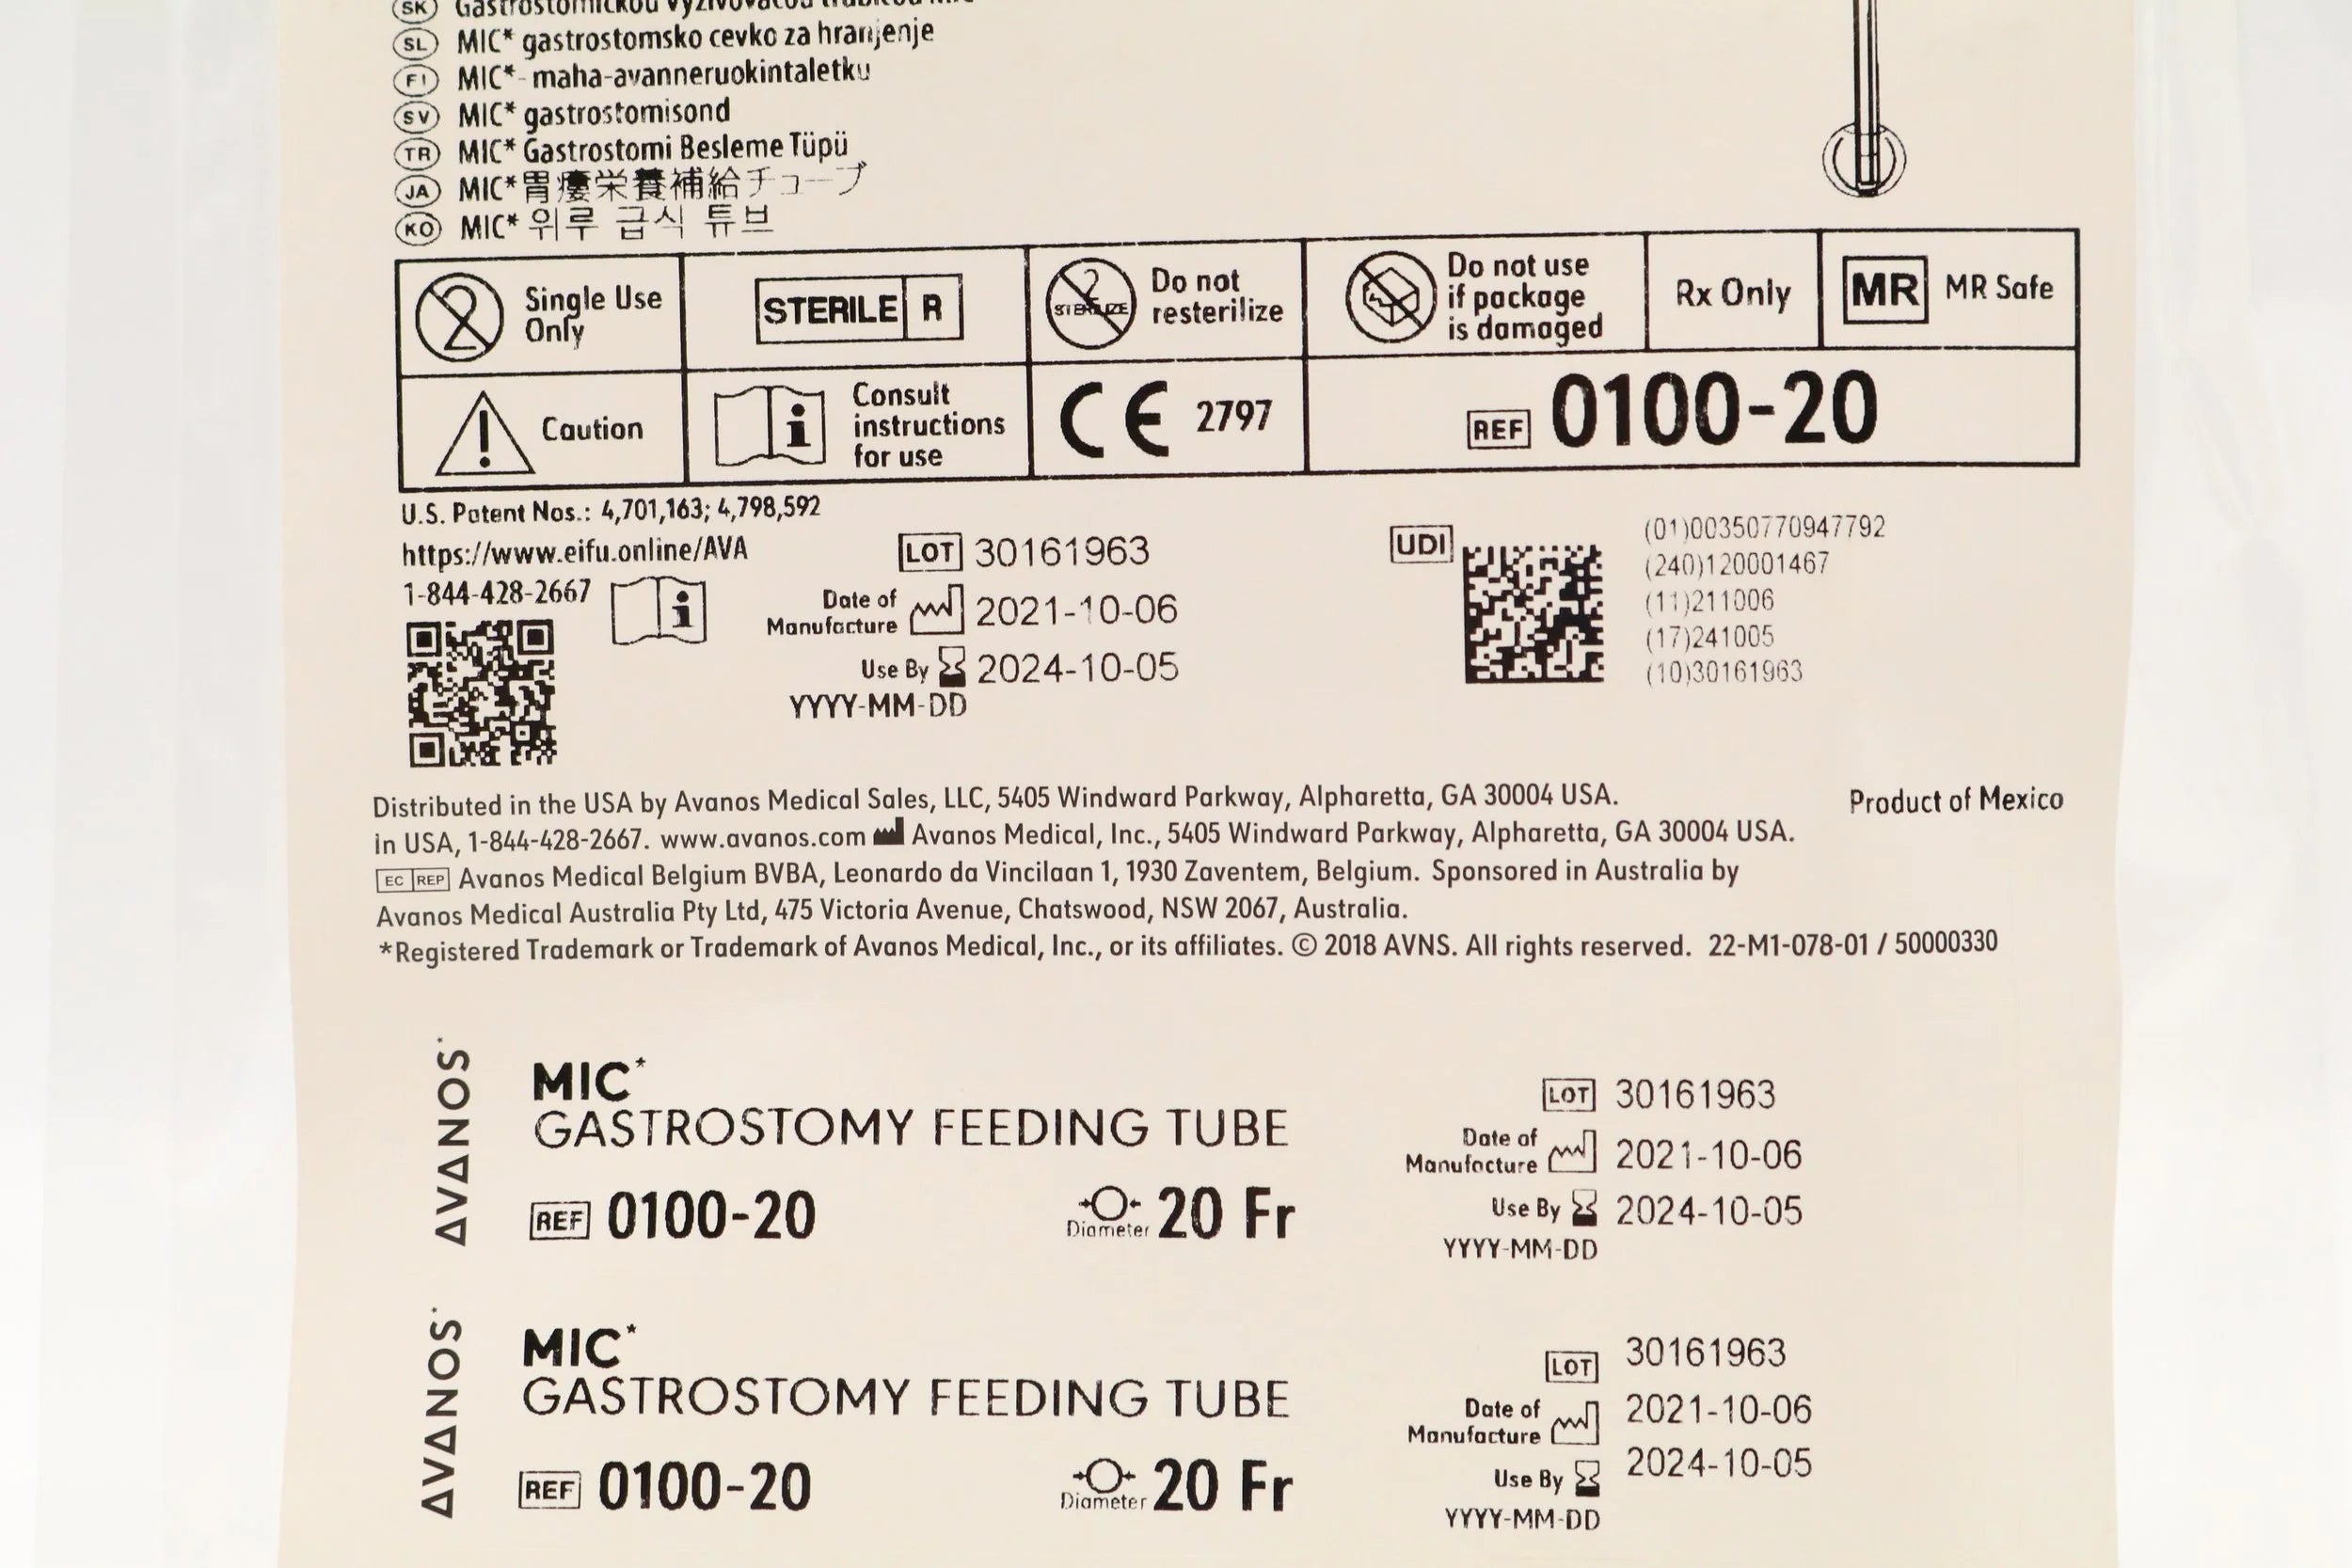 SK Gastrostomickou vyživovacou trubicou MIC
SL MIC* gastrostomsko cevko za hranjenje
FI MIC*- maha-avanneruokintaletku
SV MIC* gastrostomisond
TR MIC* Gastrostomi Besleme Tüpü
JA MIC*胃瘻栄養補給チューブ
KO MIC* 위루 급식 튜브
2 Single Use Only
STERILE R
2 STERILIZE Do not resterilize
Do not use if package is damaged
Rx Only
MR MR Safe
Caution
Consult instructions for use
CE 2797
REF 0100-20
U.S. Patent Nos.: 4,701,163; 4,798,592
https://www.eifu.online/AVA
1-844-428-2667
LOT 30161963
Date of Manufacture 2021-10-06
Use By 2024-10-05
YYYY-MM-DD
UDI
(01)00350770947792
(240)120001467
(11)211006
(17)241005
(10)30161963
Distributed in the USA by Avanos Medical Sales, LLC, 5405 Windward Parkway, Alpharetta, GA 30004 USA.
Product of Mexico
in USA, 1-844-428-2667. www.avanos.com Avanos Medical, Inc., 5405 Windward Parkway, Alpharetta, GA 30004 USA.
EC REP Avanos Medical Belgium BVBA, Leonardo da Vincilaan 1, 1930 Zaventem, Belgium. Sponsored in Australia by
Avanos Medical Australia Pty Ltd, 475 Victoria Avenue, Chatswood, NSW 2067, Australia.
*Registered Trademark or Trademark of Avanos Medical, Inc., or its affiliates. © 2018 AVNS. All rights reserved. 22-M1-078-01 / 50000330
AVANOS*
MIC*
GASTROSTOMY FEEDING TUBE
REF 0100-20
Diameter 20 Fr
LOT 30161963
Date of Manufacture 2021-10-06
Use By 2024-10-05
YYYY-MM-DD
AVANOS*
MIC*
GASTROSTOMY FEEDING TUBE
REF 0100-20
Diameter 20 Fr
LOT 30161963
Date of Manufacture 2021-10-06
Use By 2024-10-05
YYYY-MM-DD